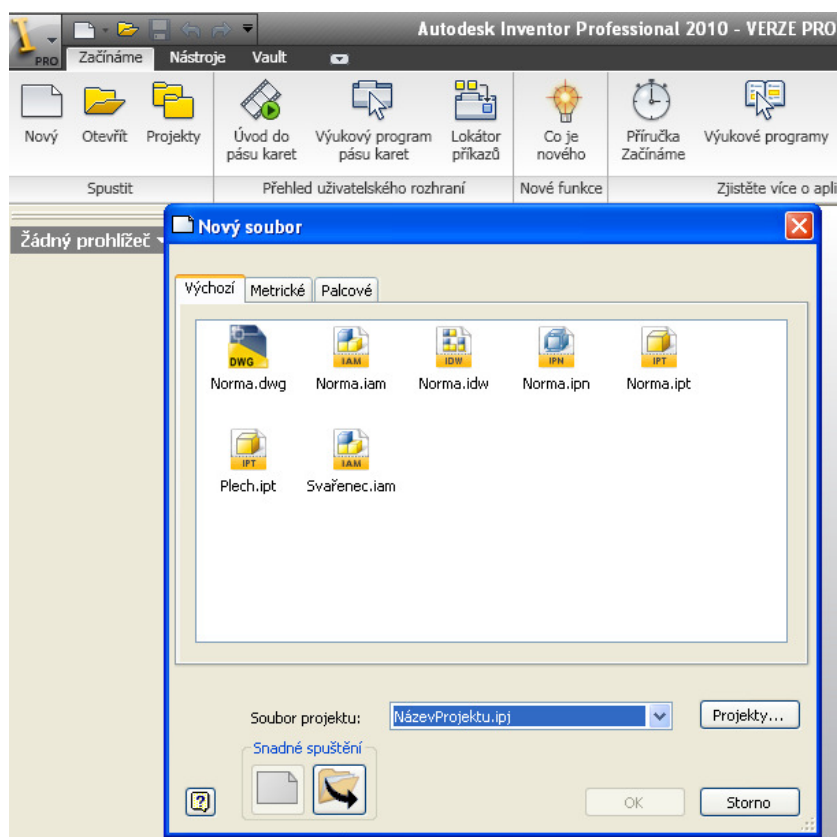 Autodesk Inventor Professional 2010 - VERZE PRO
PRO
Začínáme Nástroje Vault
Nový Otevřít Projekty Úvod do pásu karet Výukový program pásu karet Lokátor příkazů Co je nového Příručka Začínáme Výukové programy
Spustit Přehled uživatelského rozhraní Nové funkce Zjistěte více o apli
Žádný prohlížeč
Nový soubor
Výchozí Metrické Palcové
DWG IAM IDW IPN IPT
Norma.dwg Norma.iam Norma.idw Norma.ipn Norma.ipt
IPT IAM
Plech.ipt Svařenec.iam
Soubor projektu: NázevProjektu.ipj Projekty...
Snadné spuštění
OK Storno